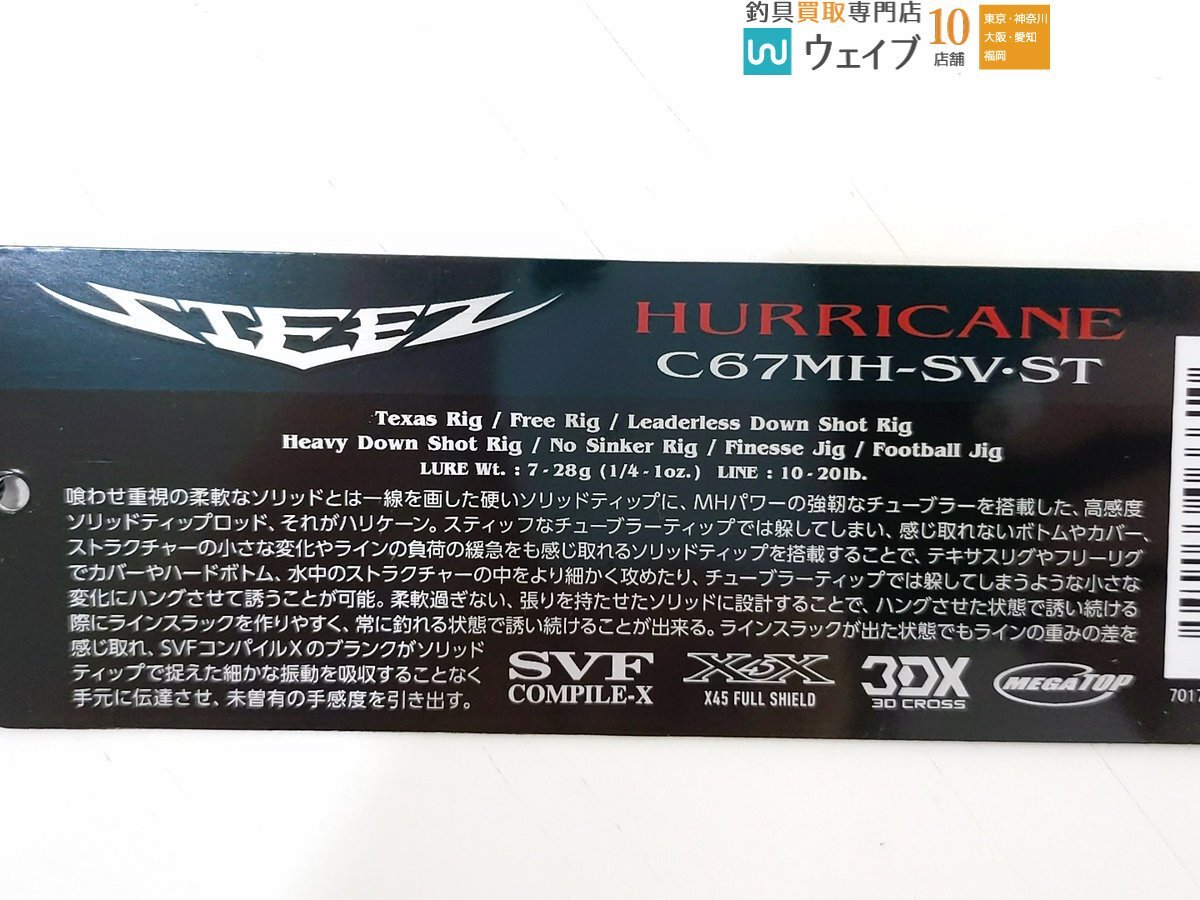 釣具買取専門店
ウェイブ
10
店舗
東京・神奈川
大阪・愛知
福岡
STEEZ
HURRICANE
C67MH-SV・ST
Texas Rig / Free Rig / Leaderless Down Shot Rig
Heavy Down Shot Rig / No Sinker Rig / Finesse Jig / Football Jig
LURE Wt. : 7 - 28g (1/4 - 1oz.) LINE : 10 - 20lb.
喰わせ重視の柔軟なソリッドとは一線を画した硬いソリッドティップに、MHパワーの強靭なチューブラーを搭載した、高感度
ソリッドティップロッド、それがハリケーン。スティッフなチューブラーティップでは躱してしまい、感じ取れないボトムやカバー、
ストラクチャーの小さな変化やラインの負荷の緩急をも感じ取れるソリッドティップを搭載することで、テキサスリグやフリーリグ
でカバーやハードボトム、水中のストラクチャーの中をより細かく攻めたり、チューブラーティップでは躱してしまうような小さな
変化にハングさせて誘うことが可能。柔軟過ぎない、張りを持たせたソリッドに設計することで、ハングさせた状態で誘い続ける
際にラインスラックを作りやすく、常に釣れる状態で誘い続けることが出来る。ラインスラックが出た状態でもラインの重みの差を
感じ取れ、SVFコンパイルXのブランクがソリッド
ティップで捉えた細かな振動を吸収することなく
手元に伝達させ、未曽有の手感度を引き出す。
SVF
COMPILE-X
X45X
X45 FULL SHIELD
3DX
3D CROSS
MEGATOP
7017